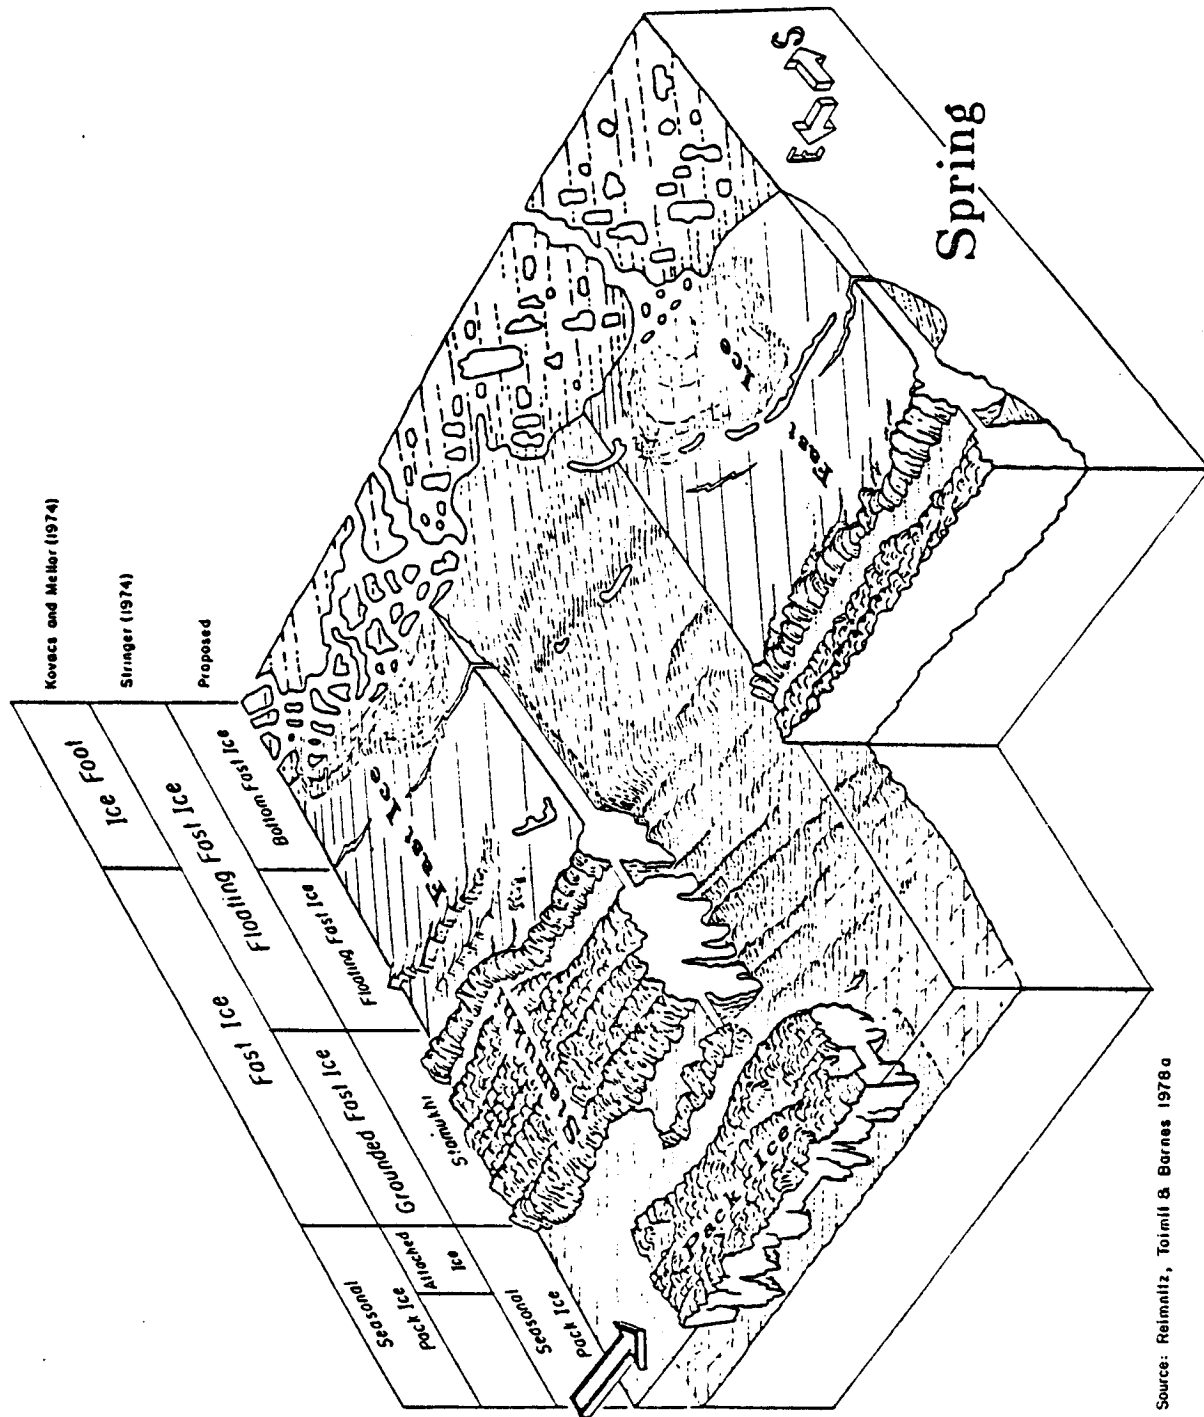 Kovacs and Mellor (1974)
Stringer (1974)
Proposed
Seasonal
Pack Ice
Fast Ice
Ice Foot
Attached
Ice
Grounded Fast Ice
Floating Fast Ice
Seasonal
Pack Ice
Stamukhi
Floating Fast Ice
Bottom Fast Ice
Pack Ice
Fast Ice
Fast Ice
E
S
Spring
Source: Reimnitz, Toimil & Barnes 1978a